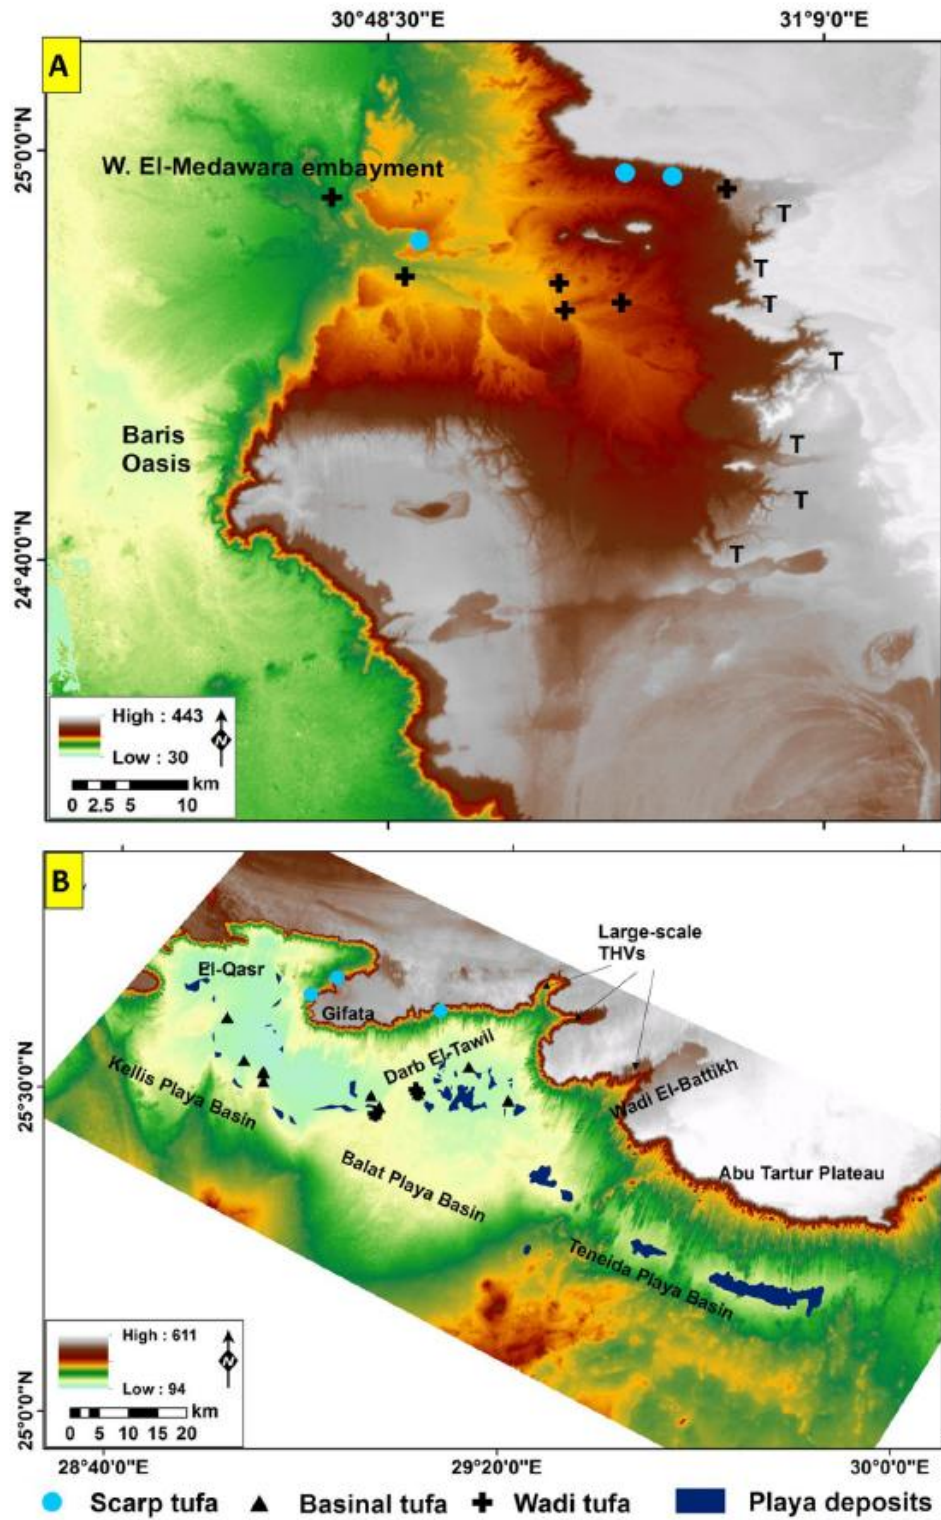 30°48'30"E 31°9'0"E
A
25°0'0"N
W. El-Medawara embayment
T
T
T
T
Baris
Oasis
T
T
T
24°40'0"N
High : 443
N
Low : 30
km
0 2.5 5 10
B
Large-scale
THVs
El-Qasr
Gifata
Darb El-Tawil
25°30'0"N
Kellis Playa Basin
Wadi El-Battikh
Balat Playa Basin
Abu Tartur Plateau
Teneida Playa Basin
High : 611
N
Low : 94
km
0 5 10 15 20
25°0'0"N
28°40'0"E 29°20'0"E 30°0'0"E
Scarp tufa Basinal tufa Wadi tufa Playa deposits